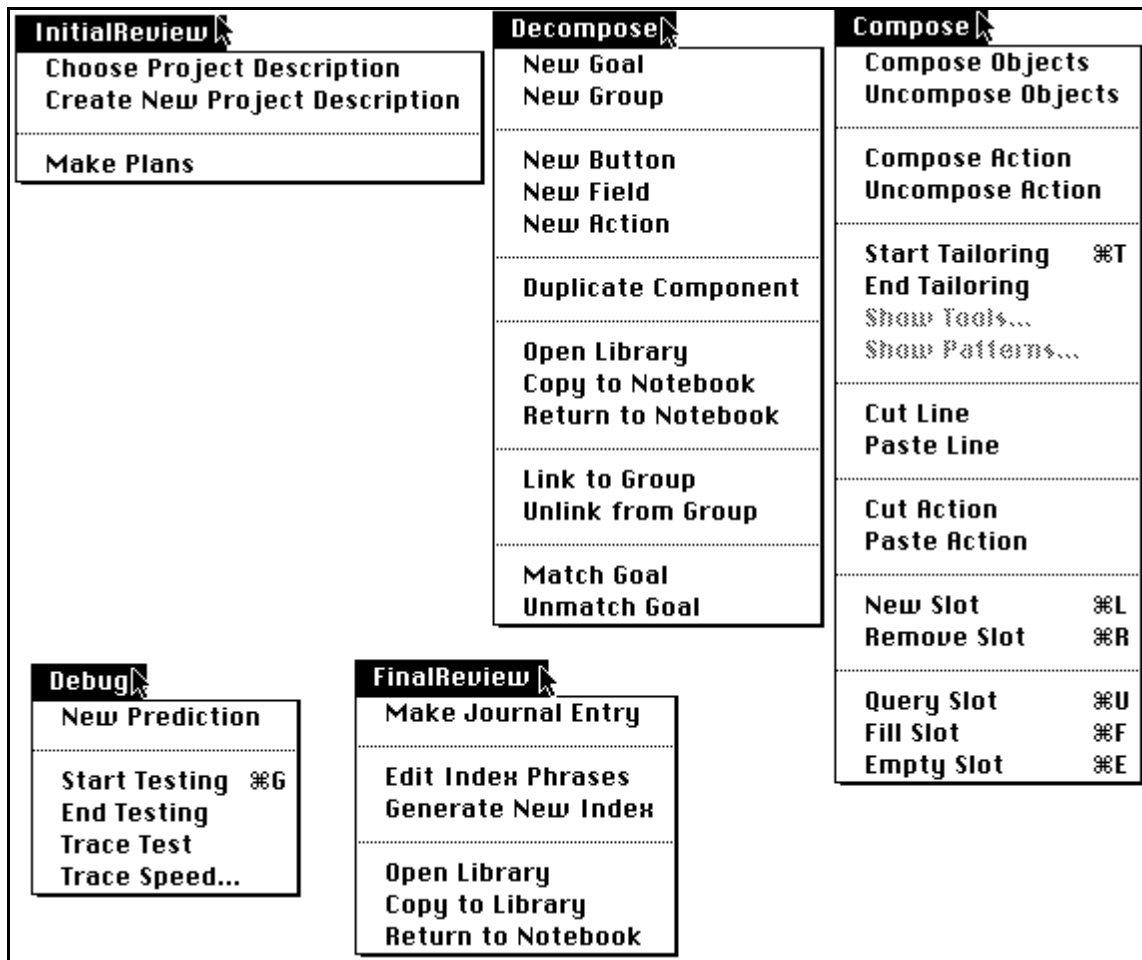 InitialReview
Choose Project Description
Create New Project Description
Make Plans
Decompose
New Goal
New Group
New Button
New Field
New Action
Duplicate Component
Open Library
Copy to Notebook
Return to Notebook
Link to Group
Unlink from Group
Match Goal
Unmatch Goal
Compose
Compose Objects
Uncompose Objects
Compose Action
Uncompose Action
Start Tailoring ⌘T
End Tailoring
Show Tools...
Show Patterns...
Cut Line
Paste Line
Cut Action
Paste Action
New Slot ⌘L
Remove Slot ⌘R
Query Slot ⌘U
Fill Slot ⌘F
Empty Slot ⌘E
Debug
New Prediction
Start Testing ⌘G
End Testing
Trace Test
Trace Speed...
FinalReview
Make Journal Entry
Edit Index Phrases
Generate New Index
Open Library
Copy to Library
Return to Notebook